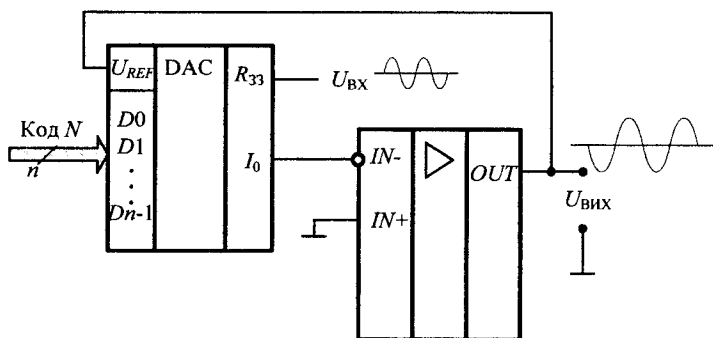 U_REF
DAC
R_33
U_ВХ
Код N
n
D0
D1
Dn-1
I_0
IN-
IN+
OUT
U_ВИХ